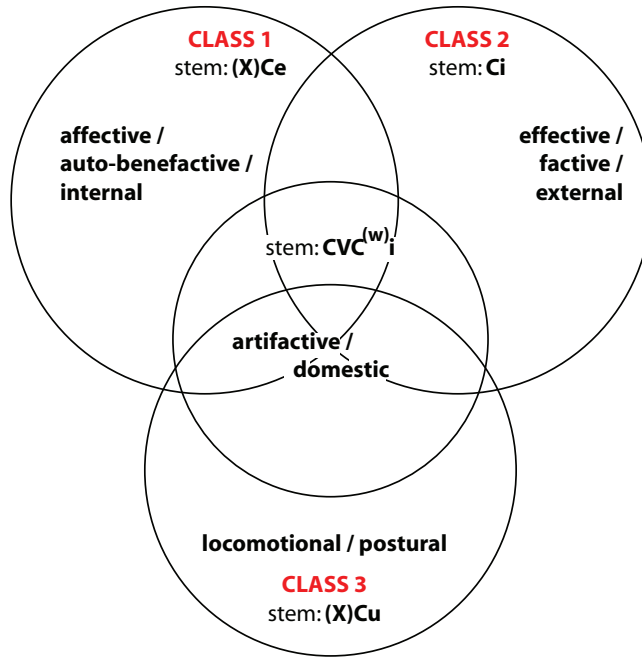 CLASS 1
stem: (X)Ce
CLASS 2
stem: Ci
affective /
auto-benefactive /
internal
effective /
factive /
external
stem: CVC(w)i
artifactive /
domestic
locomotional / postural
CLASS 3
stem: (X)Cu